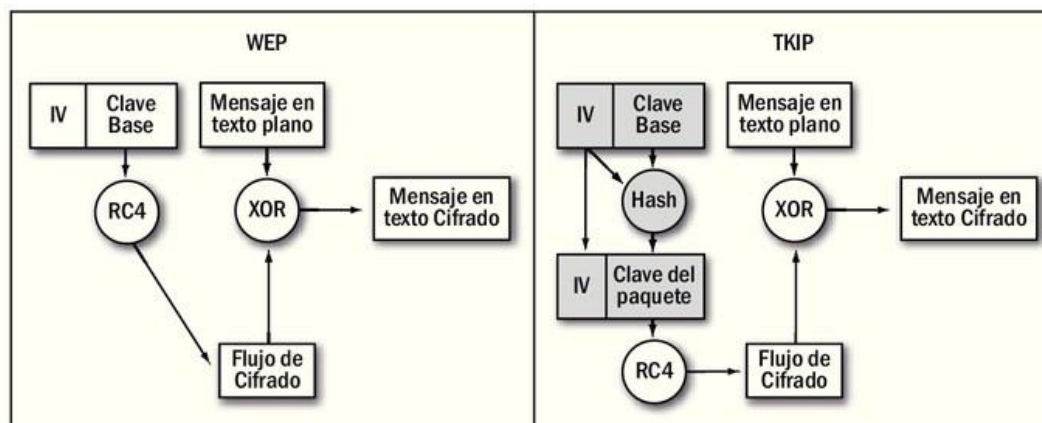 WEP
IV
Clave
Base
Mensaje en
texto plano
RC4
XOR
Mensaje en
texto Cifrado
Flujo de
Cifrado
TKIP
IV
Clave
Base
Mensaje en
texto plano
Hash
XOR
Mensaje en
texto Cifrado
IV
Clave del
paquete
RC4
Flujo de
Cifrado